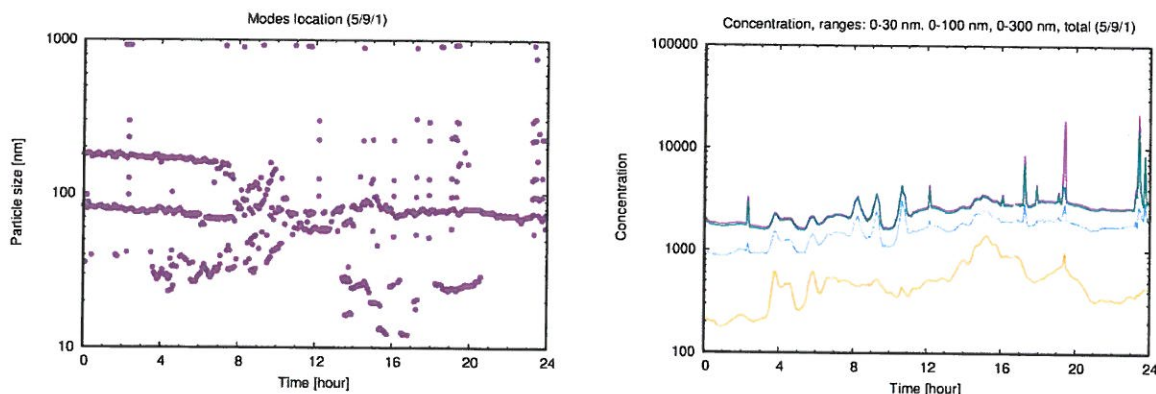 Modes location (5/9/1)
1000
100
10
Particle size [nm]
0 4 8 12 16 20 24
Time [hour]
Concentration, ranges: 0-30 nm, 0-100 nm, 0-300 nm, total (5/9/1)
100000
10000
1000
100
Concentration
0 4 8 12 16 20 24
Time [hour]